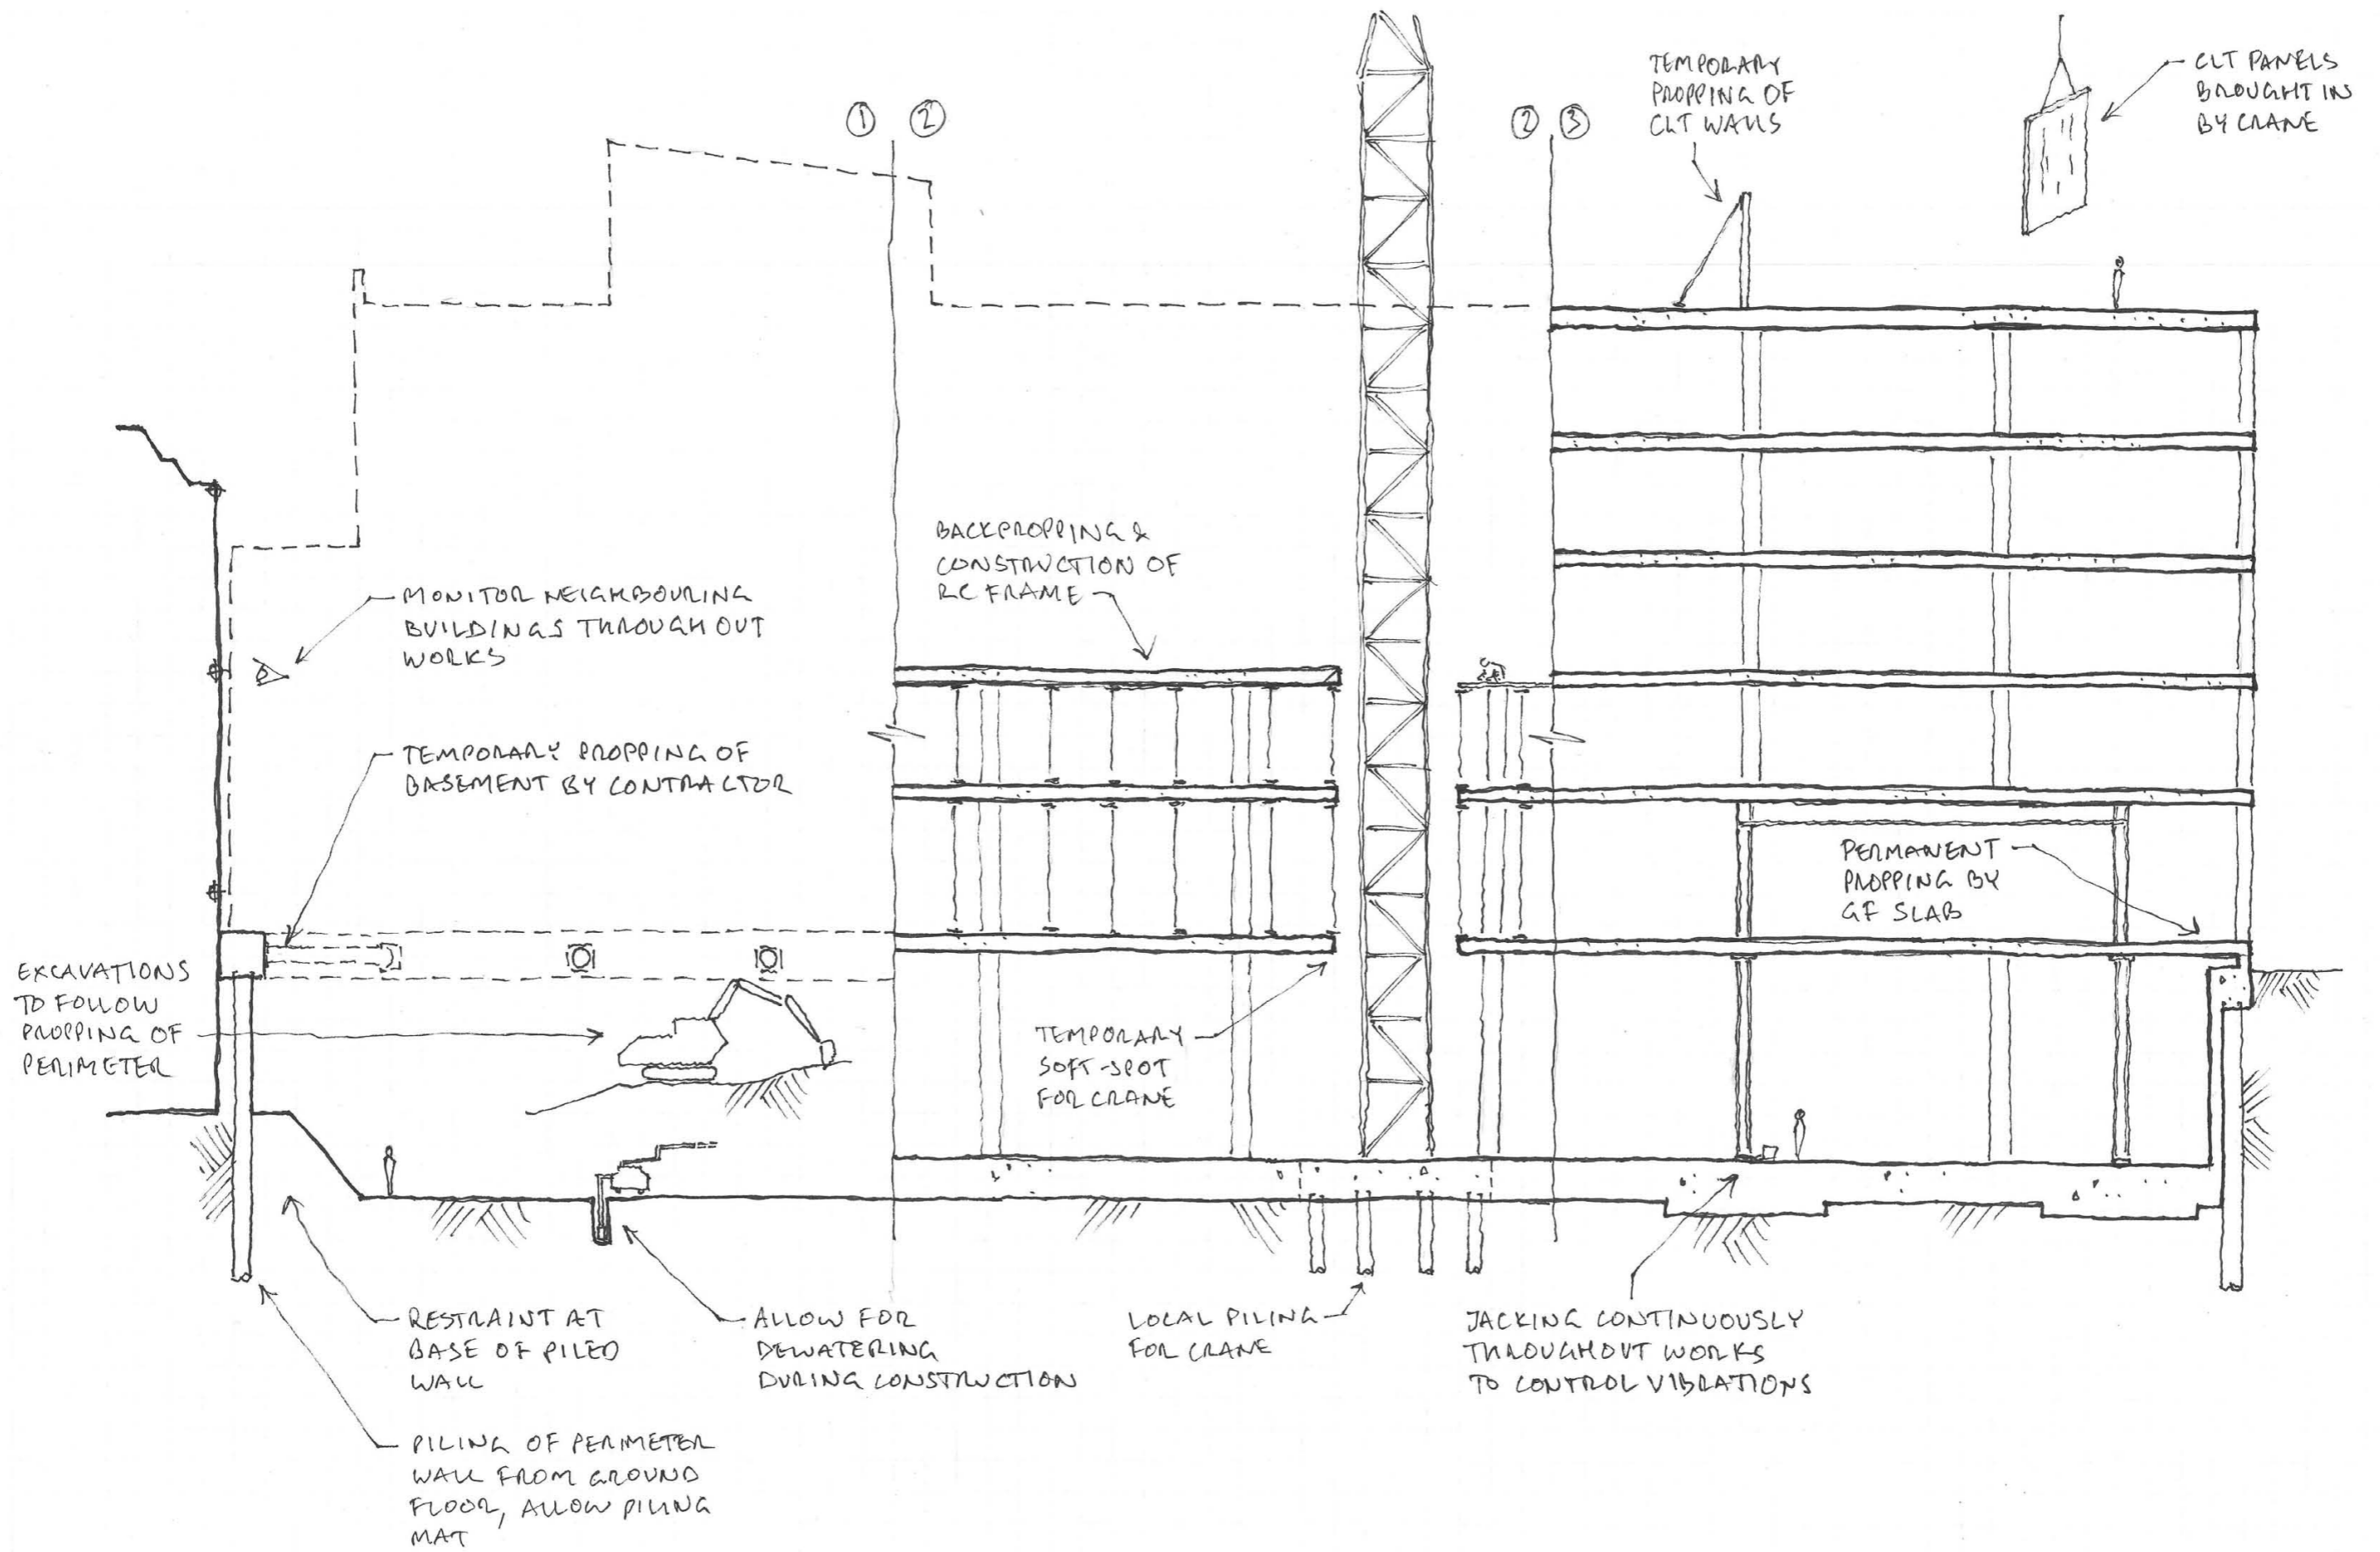 ① ②
② ③
TEMPORARY
PROPPING OF
CLT WALLS
CLT PANELS
BROUGHT IN
BY CRANE
BACKPROPPING &
CONSTRUCTION OF
RC FRAME
MONITOR NEIGHBOURING
BUILDINGS THROUGHOUT
WORKS
TEMPORARY PROPPING OF
BASEMENT BY CONTRACTOR
PERMANENT
PROPPING BY
GF SLAB
EXCAVATIONS
TO FOLLOW
PROPPING OF
PERIMETER
TEMPORARY
SOFT-SPOT
FOR CRANE
RESTRAINT AT
BASE OF PILED
WALL
ALLOW FOR
DEWATERING
DURING CONSTRUCTION
LOCAL PILING
FOR CRANE
JACKING CONTINUOUSLY
THROUGHOUT WORKS
TO CONTROL VIBRATIONS
PILING OF PERIMETER
WALL FROM GROUND
FLOOR, ALLOW PILING
MAT